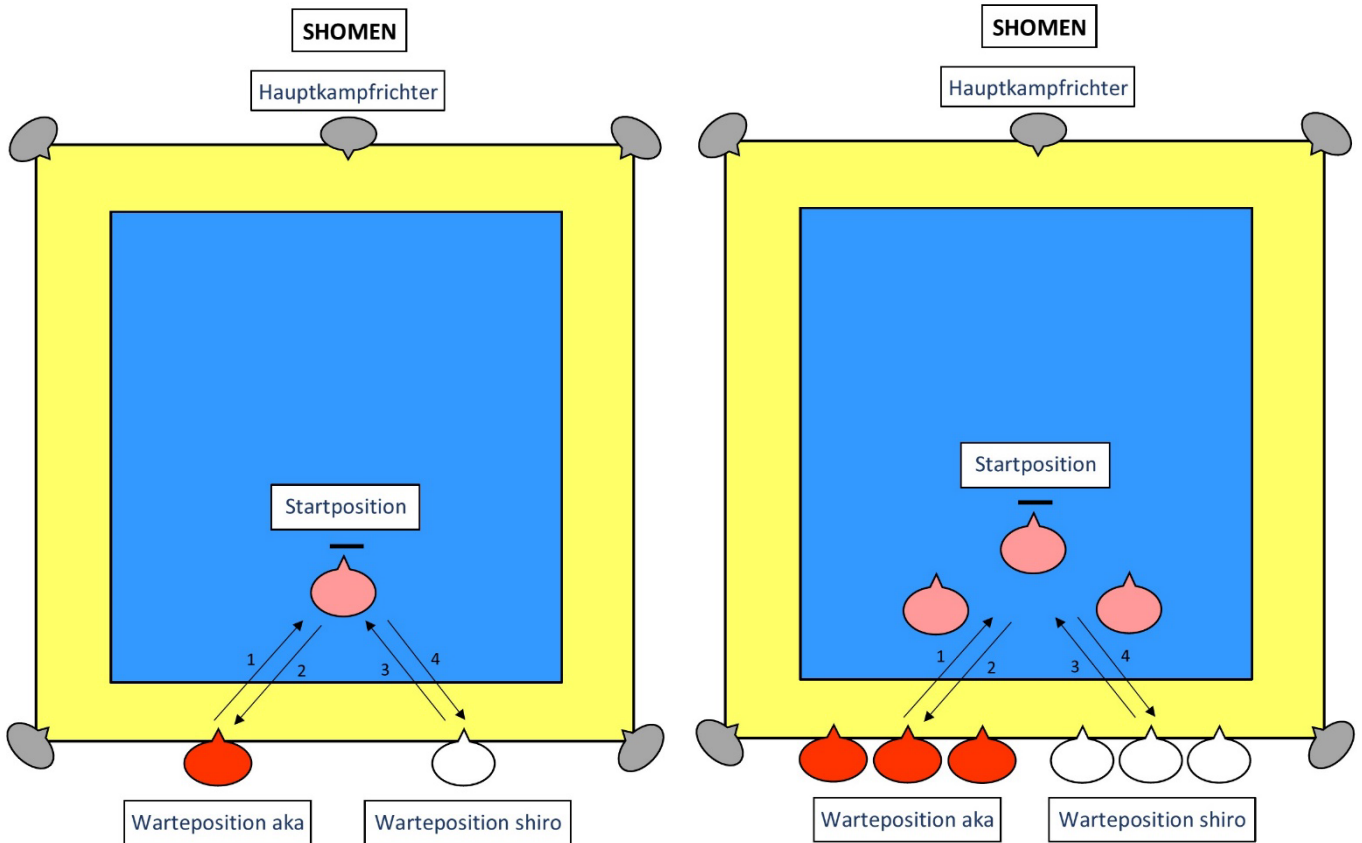 SHOMEN
Hauptkampfrichter
Startposition
1
2
3
4
Warteposition aka
Warteposition shiro
SHOMEN
Hauptkampfrichter
Startposition
1
2
3
4
Warteposition aka
Warteposition shiro